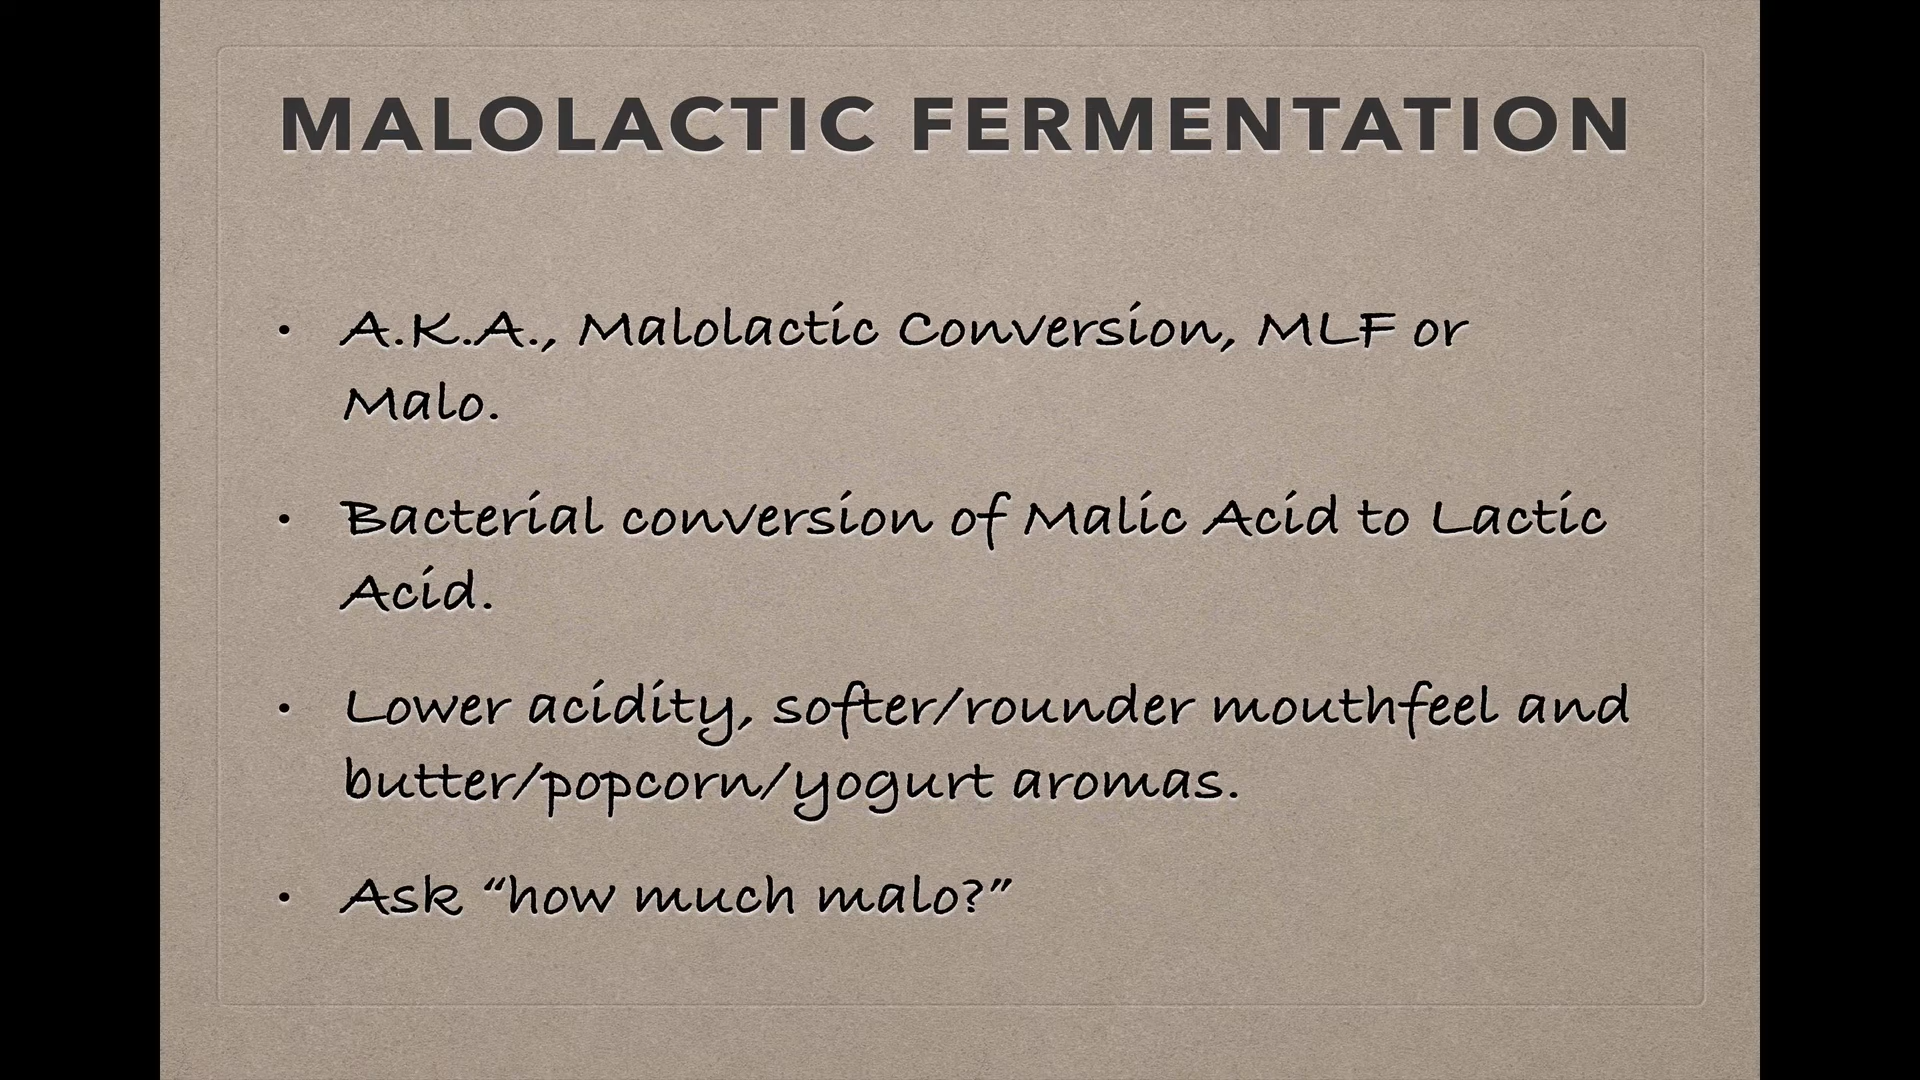 MALOLACTIC FERMENTATION
• A.K.A., Malolactic Conversion, MLF or
Malo.
• Bacterial conversion of Malic Acid to Lactic
Acid.
• Lower acidity, softer/rounder mouthfeel and
butter/popcorn/yogurt aromas.
• Ask “how much malo?”